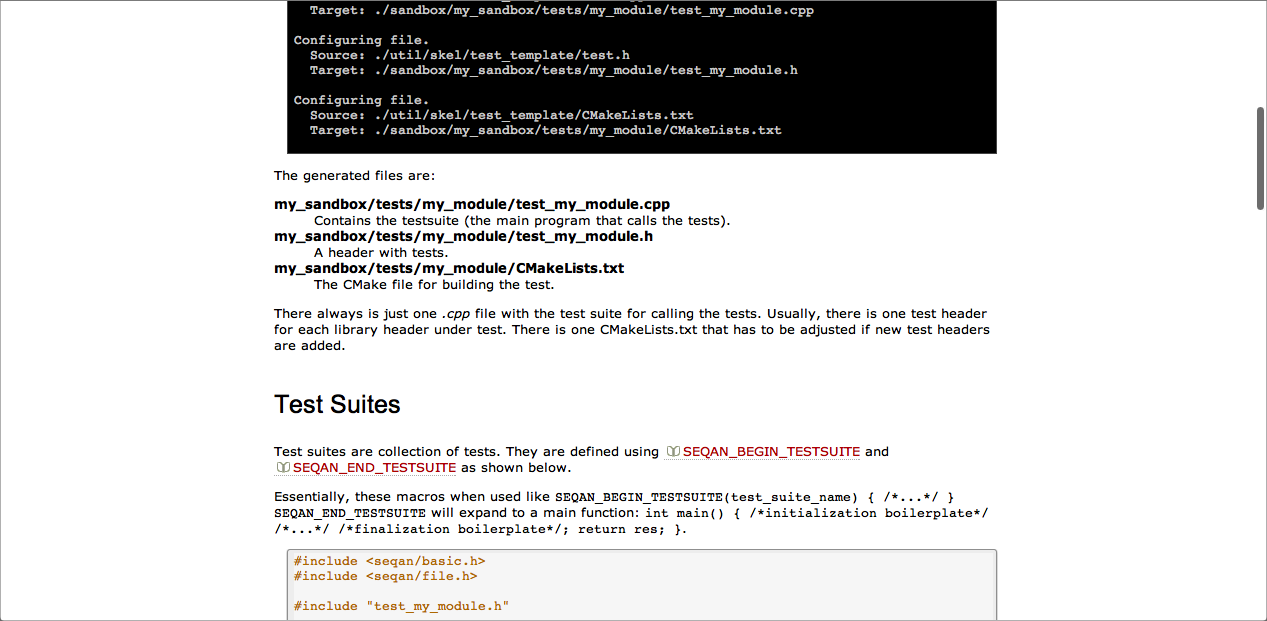 Target: ./sandbox/my_sandbox/tests/my_module/test_my_module.cpp
Configuring file.
Source: ./util/skel/test_template/test.h
Target: ./sandbox/my_sandbox/tests/my_module/test_my_module.h
Configuring file.
Source: ./util/skel/test_template/CMakeLists.txt
Target: ./sandbox/my_sandbox/tests/my_module/CMakeLists.txt
The generated files are:
my_sandbox/tests/my_module/test_my_module.cpp
Contains the testsuite (the main program that calls the tests).
my_sandbox/tests/my_module/test_my_module.h
A header with tests.
my_sandbox/tests/my_module/CMakeLists.txt
The CMake file for building the test.
There always is just one .cpp file with the test suite for calling the tests. Usually, there is one test header
for each library header under test. There is one CMakeLists.txt that has to be adjusted if new test headers
are added.
Test Suites
Test suites are collection of tests. They are defined using SEQAN_BEGIN_TESTSUITE and
SEQAN_END_TESTSUITE as shown below.
Essentially, these macros when used like SEQAN_BEGIN_TESTSUITE(test_suite_name) { /*...*/ }
SEQAN_END_TESTSUITE will expand to a main function: int main() { /*initialization boilerplate*/
/*...*/ /*finalization boilerplate*/; return res; }.
#include <seqan/basic.h>
#include <seqan/file.h>
#include "test_my_module.h"